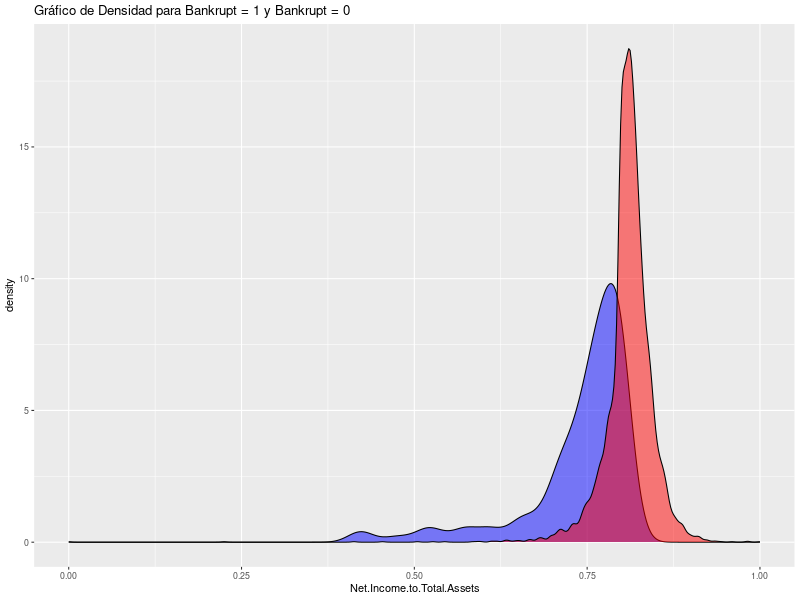 Gráfico de Densidad para Bankrupt = 1 y Bankrupt = 0
15
10
5
0
density
0.00 0.25 0.50 0.75 1.00
Net.Income.to.Total.Assets